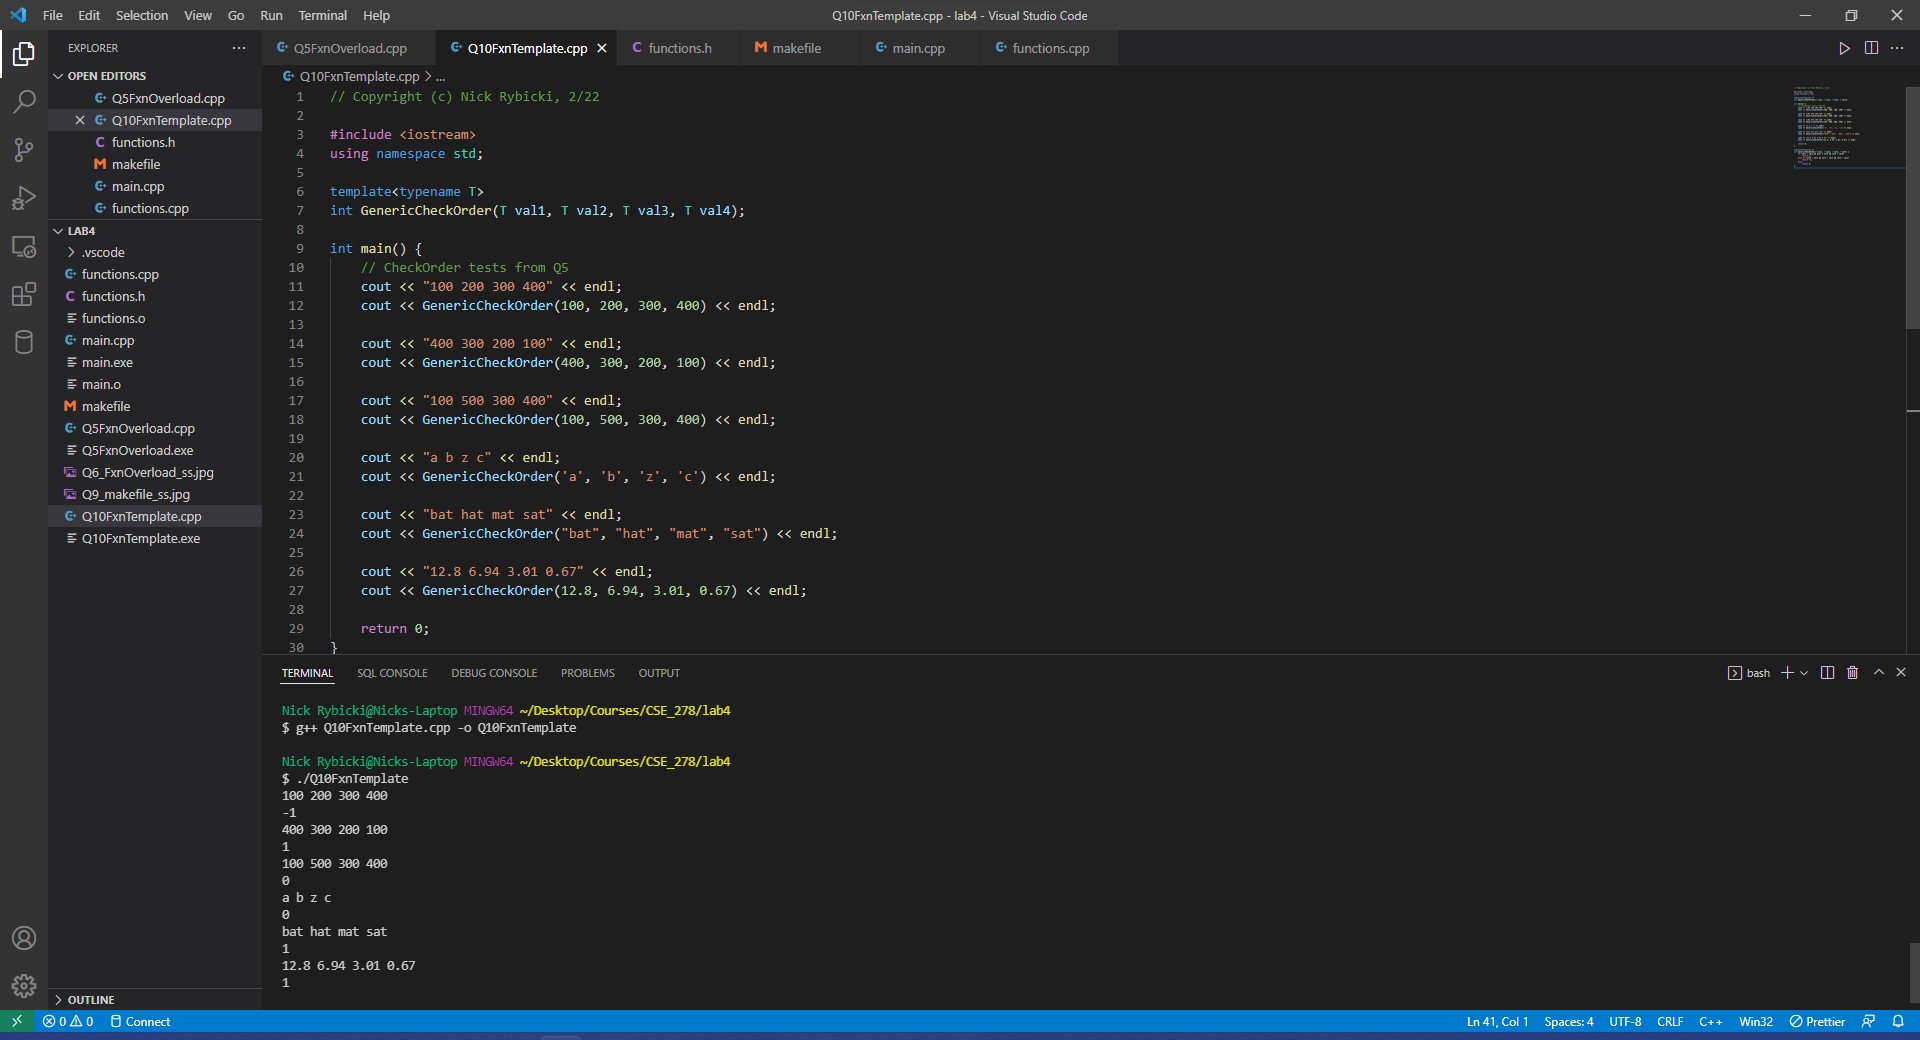 File Edit Selection View Go Run Terminal Help
Q10FxnTemplate.cpp - lab4 - Visual Studio Code
EXPLORER
OPEN EDITORS
Q5FxnOverload.cpp
Q10FxnTemplate.cpp
functions.h
makefile
main.cpp
functions.cpp
LAB4
.vscode
functions.cpp
functions.h
functions.o
main.cpp
main.exe
main.o
makefile
Q5FxnOverload.cpp
Q5FxnOverload.exe
Q6_FxnOverload_ss.jpg
Q9_makefile_ss.jpg
Q10FxnTemplate.cpp
Q10FxnTemplate.exe
OUTLINE
Q5FxnOverload.cpp Q10FxnTemplate.cpp functions.h makefile main.cpp functions.cpp
Q10FxnTemplate.cpp > ...
1 // Copyright (c) Nick Rybicki, 2/22
2
3 #include <iostream>
4 using namespace std;
5
6 template<typename T>
7 int GenericCheckOrder(T val1, T val2, T val3, T val4);
8
9 int main() {
10 // CheckOrder tests from Q5
11 cout << "100 200 300 400" << endl;
12 cout << GenericCheckOrder(100, 200, 300, 400) << endl;
13
14 cout << "400 300 200 100" << endl;
15 cout << GenericCheckOrder(400, 300, 200, 100) << endl;
16
17 cout << "100 500 300 400" << endl;
18 cout << GenericCheckOrder(100, 500, 300, 400) << endl;
19
20 cout << "a b z c" << endl;
21 cout << GenericCheckOrder('a', 'b', 'z', 'c') << endl;
22
23 cout << "bat hat mat sat" << endl;
24 cout << GenericCheckOrder("bat", "hat", "mat", "sat") << endl;
25
26 cout << "12.8 6.94 3.01 0.67" << endl;
27 cout << GenericCheckOrder(12.8, 6.94, 3.01, 0.67) << endl;
28
29 return 0;
30 }
TERMINAL SQL CONSOLE DEBUG CONSOLE PROBLEMS OUTPUT
bash
Nick Rybicki@Nicks-Laptop MINGW64 ~/Desktop/Courses/CSE_278/lab4
$ g++ Q10FxnTemplate.cpp -o Q10FxnTemplate
Nick Rybicki@Nicks-Laptop MINGW64 ~/Desktop/Courses/CSE_278/lab4
$ ./Q10FxnTemplate
100 200 300 400
-1
400 300 200 100
1
100 500 300 400
0
a b z c
0
bat hat mat sat
1
12.8 6.94 3.01 0.67
1
0 0 Connect
Ln 41, Col 1 Spaces: 4 UTF-8 CRLF C++ Win32 Prettier